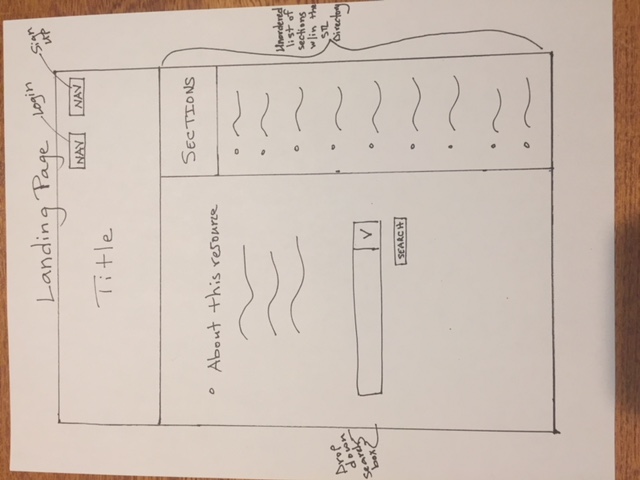 Landing Page
Login
Sign
up
NAV NAV
Title
SECTIONS
• About this resource
Unordered
list of
sections
w/in the
STL
Directory
Drop
down
search
box
V
SEARCH